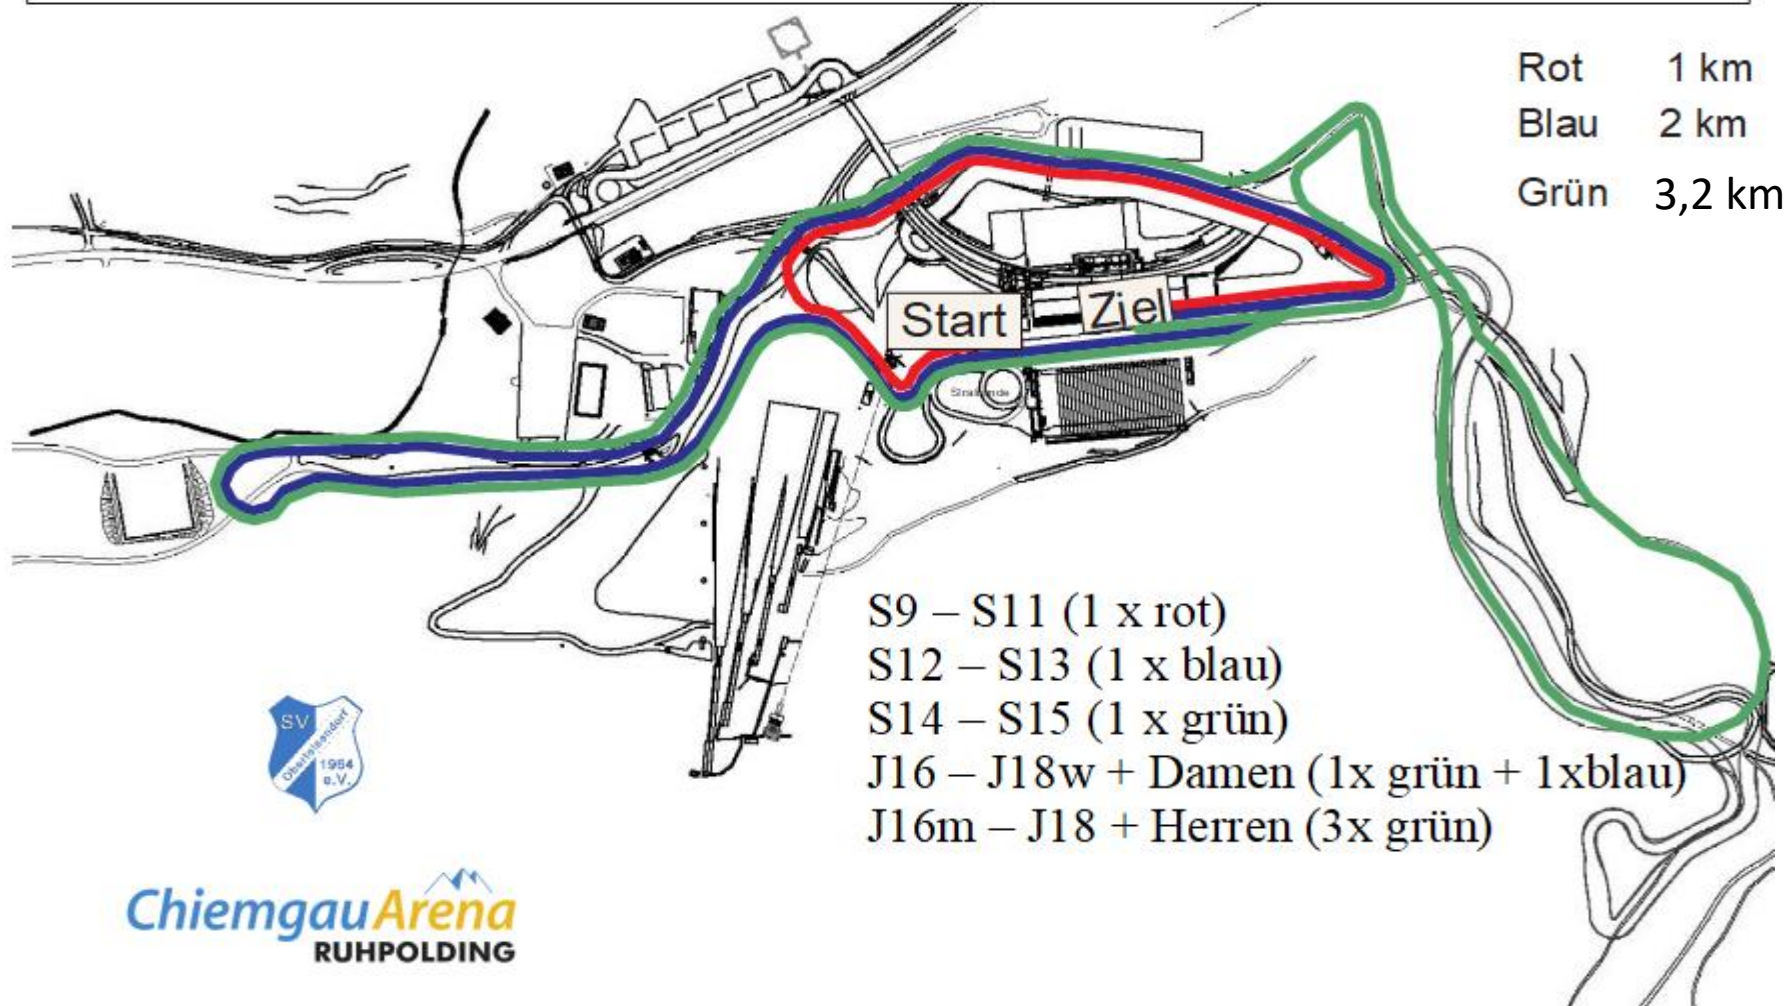 Rot 1 km
Blau 2 km
Grün 3,2 km
Start
Ziel
S9 – S11 (1 x rot)
S12 – S13 (1 x blau)
S14 – S15 (1 x grün)
J16 – J18w + Damen (1x grün + 1xblau)
J16m – J18 + Herren (3x grün)
SV
1964
e.V.
Chiemgau Arena
RUHPOLDING